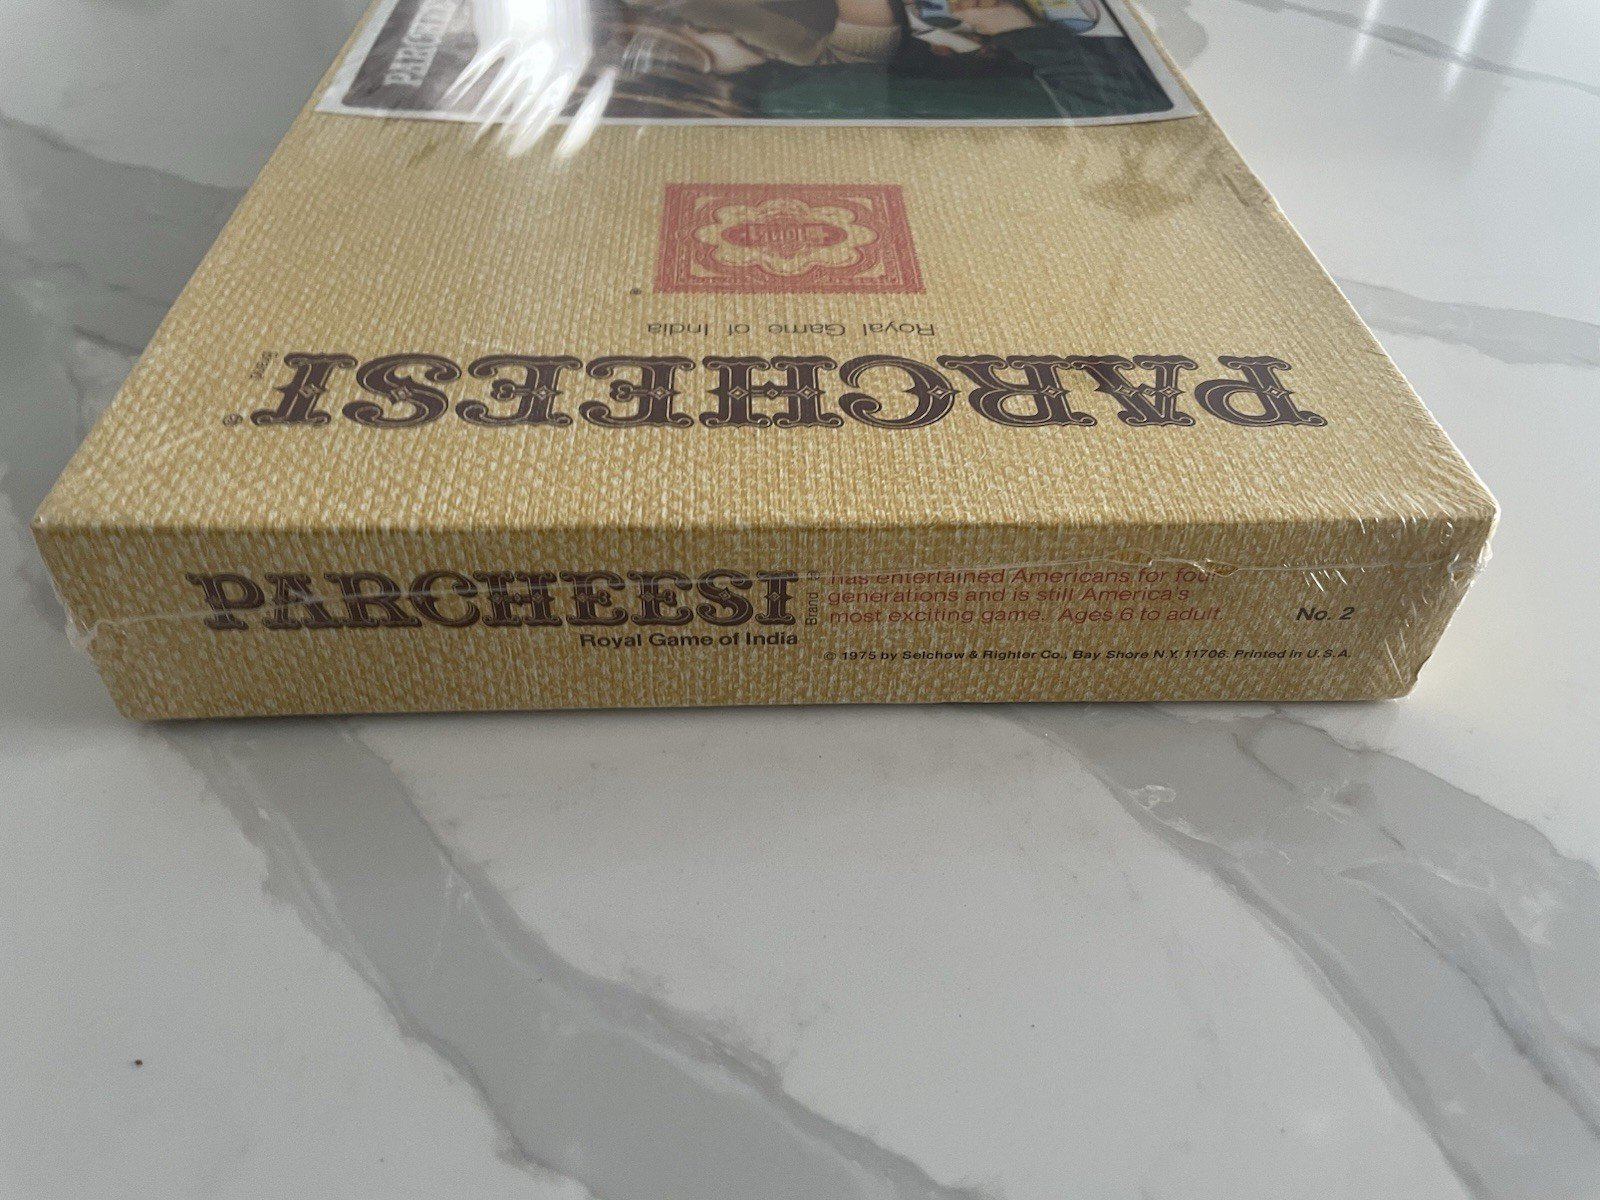 PARCHEESI
Royal Game of India
PARCHEESI
Royal Game of India
Brand
has entertained Americans for four
generations and is still America's
most exciting game. Ages 6 to adult.
No. 2
© 1975 by Selchow & Righter Co., Bay Shore N.Y. 11706. Printed in U.S.A.